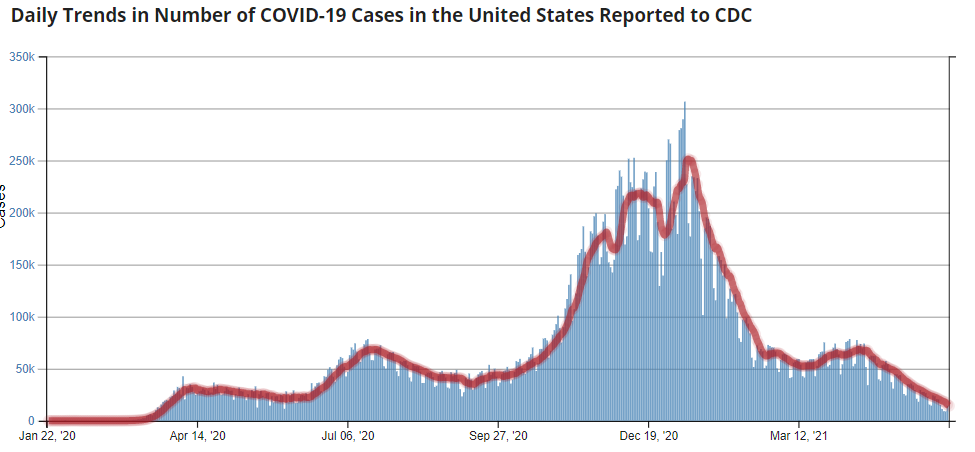 Daily Trends in Number of COVID-19 Cases in the United States Reported to CDC
350k
300k
250k
200k
150k
100k
50k
0
Cases
Jan 22, '20
Apr 14, '20
Jul 06, '20
Sep 27, '20
Dec 19, '20
Mar 12, '21